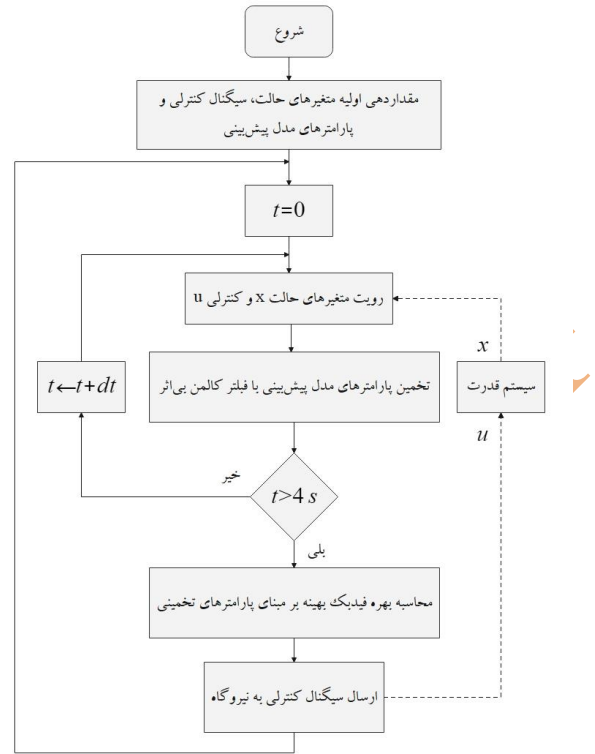 شروع
مقداردهی اولیه متغیرهای حالت، سیگنال کنترلی و
پارامترهای مدل پیش‌بینی
t=0
رویت متغیرهای حالت x و کنترلی u
تخمین پارامترهای مدل پیش‌بینی با فیلتر کالمن بی‌اثر
t←t+dt
x
سیستم قدرت
u
t>4 s
خیر
بلی
محاسبه بهره فیدبک بهینه بر مبنای پارامترهای تخمینی
ارسال سیگنال کنترلی به نیروگاه